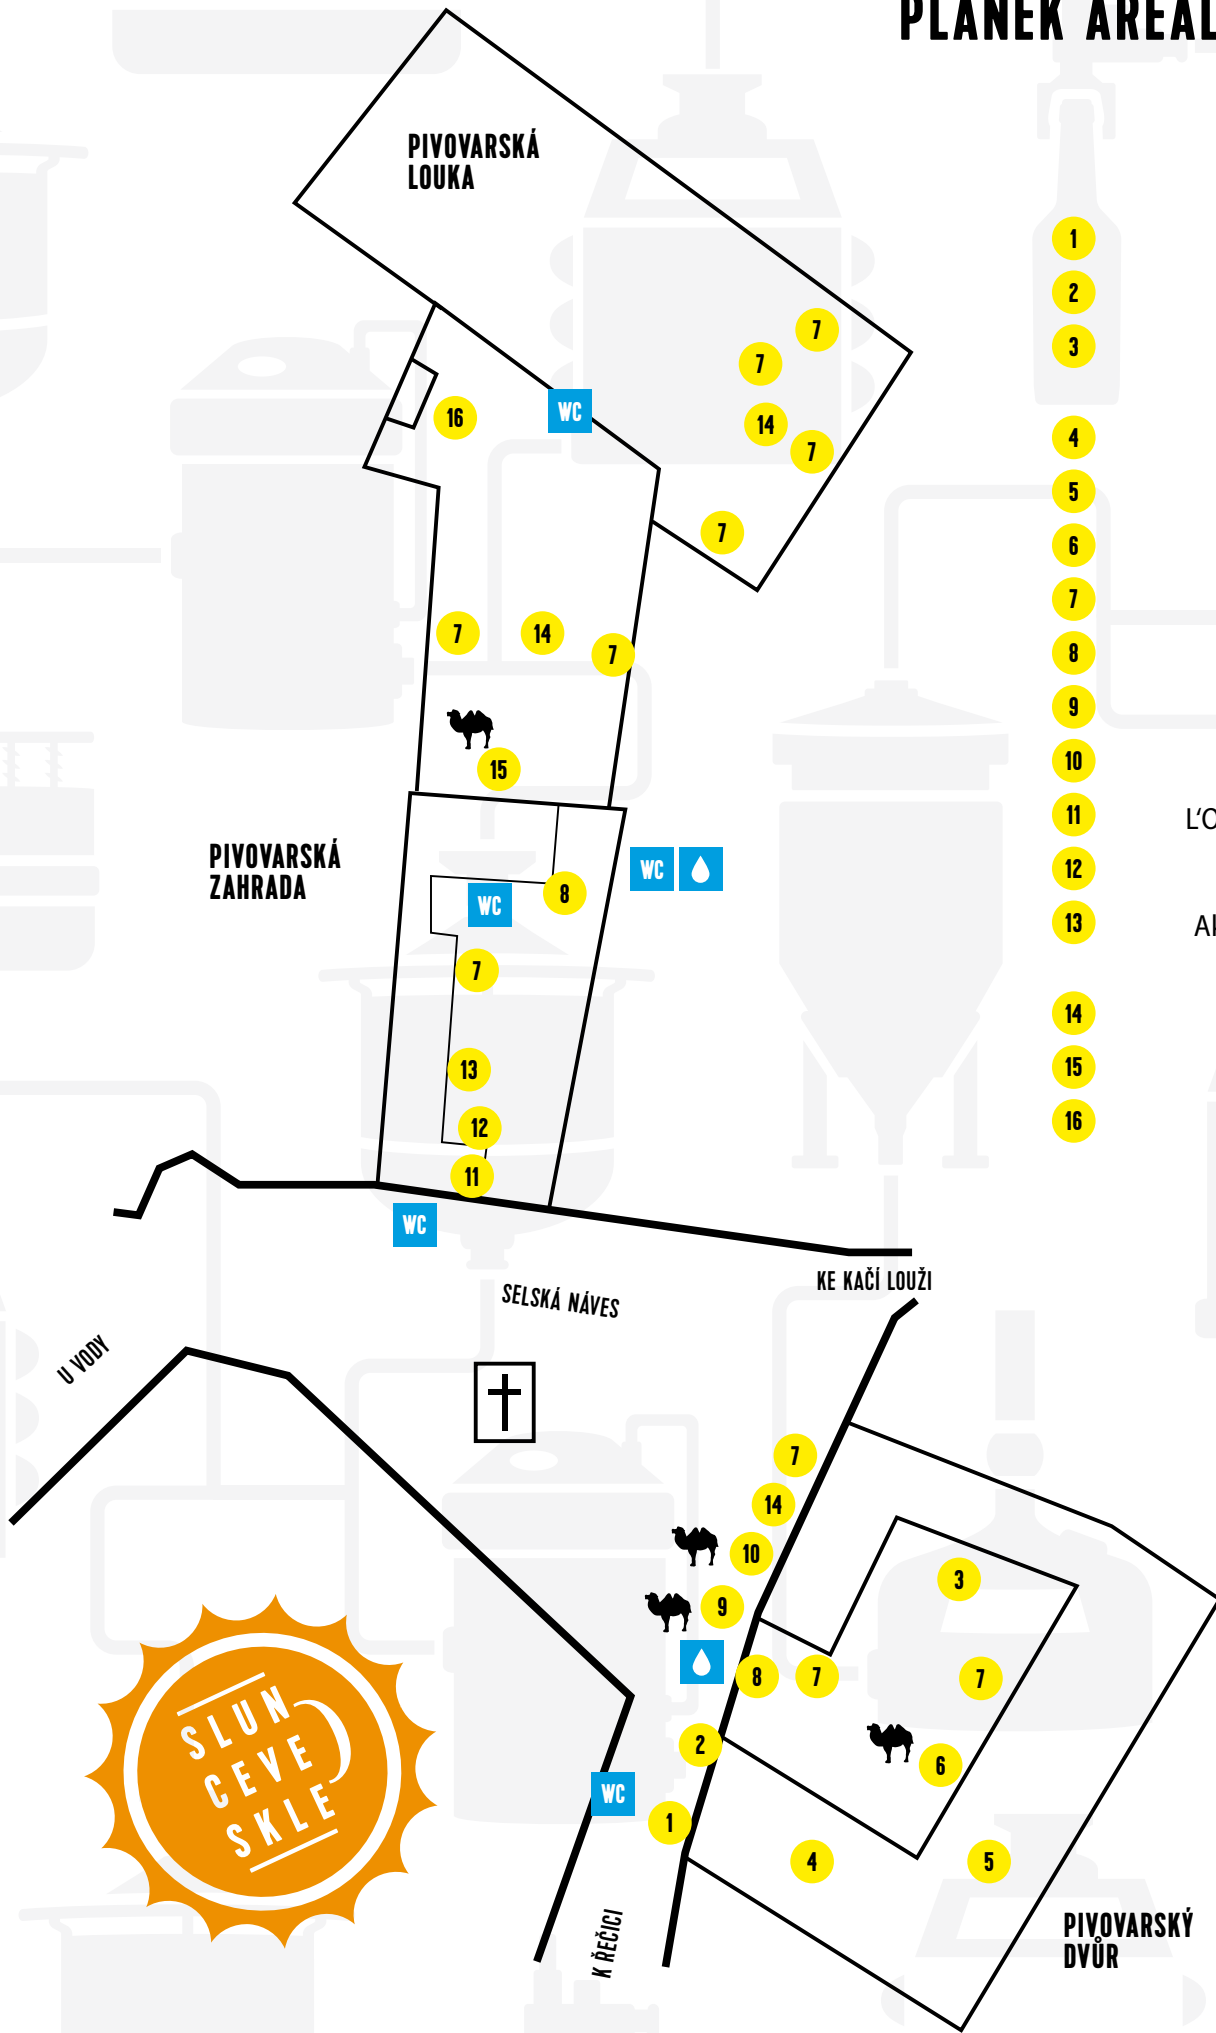 PLÁNEK AREÁL
PIVOVARSKÁ
LOUKA
1
2
3
4
5
6
7
8
9
10
11
L'O
12
13
14
15
16
7
7
14
7
7
16
WC
7
14
7
15
PIVOVARSKÁ
ZAHRADA
WC
WC
8
7
13
12
11
WC
SELSKÁ NÁVES
KE KAČÍ LOUŽI
U VODY
7
14
10
9
3
8
7
7
2
6
WC
1
4
5
SLUN
CEVE
SKLE
K ŘEČICI
PIVOVARSKÝ
DVŮR